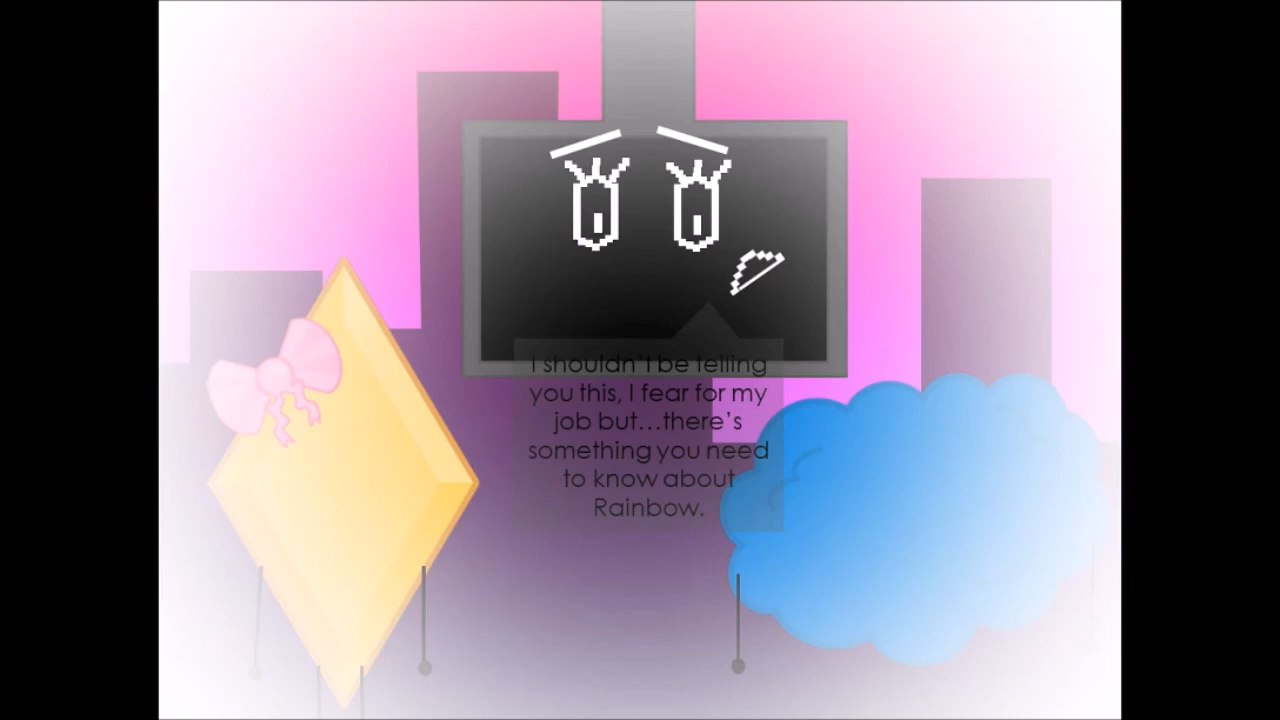 I shouldn't be telling
you this, I fear for my
job but...there's
something you need
to know about
Rainbow.